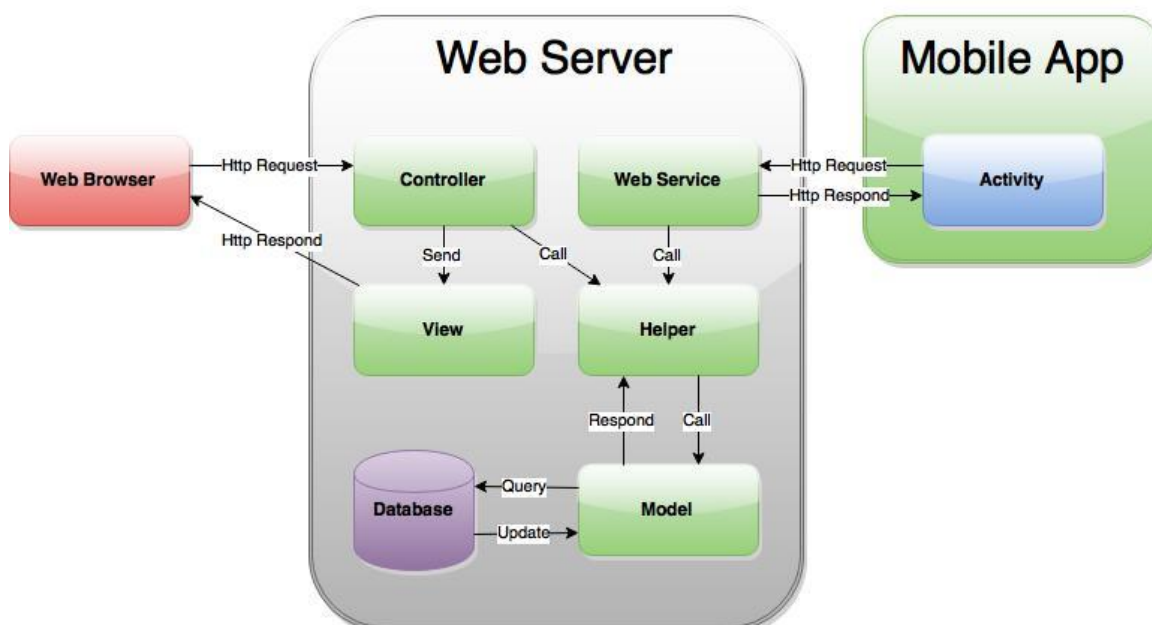 Web Server
Mobile App
Web Browser
Http Request
Controller
Web Service
Http Request
Http Respond
Activity
Http Respond
Send
Call
Call
View
Helper
Respond
Call
Database
Query
Update
Model